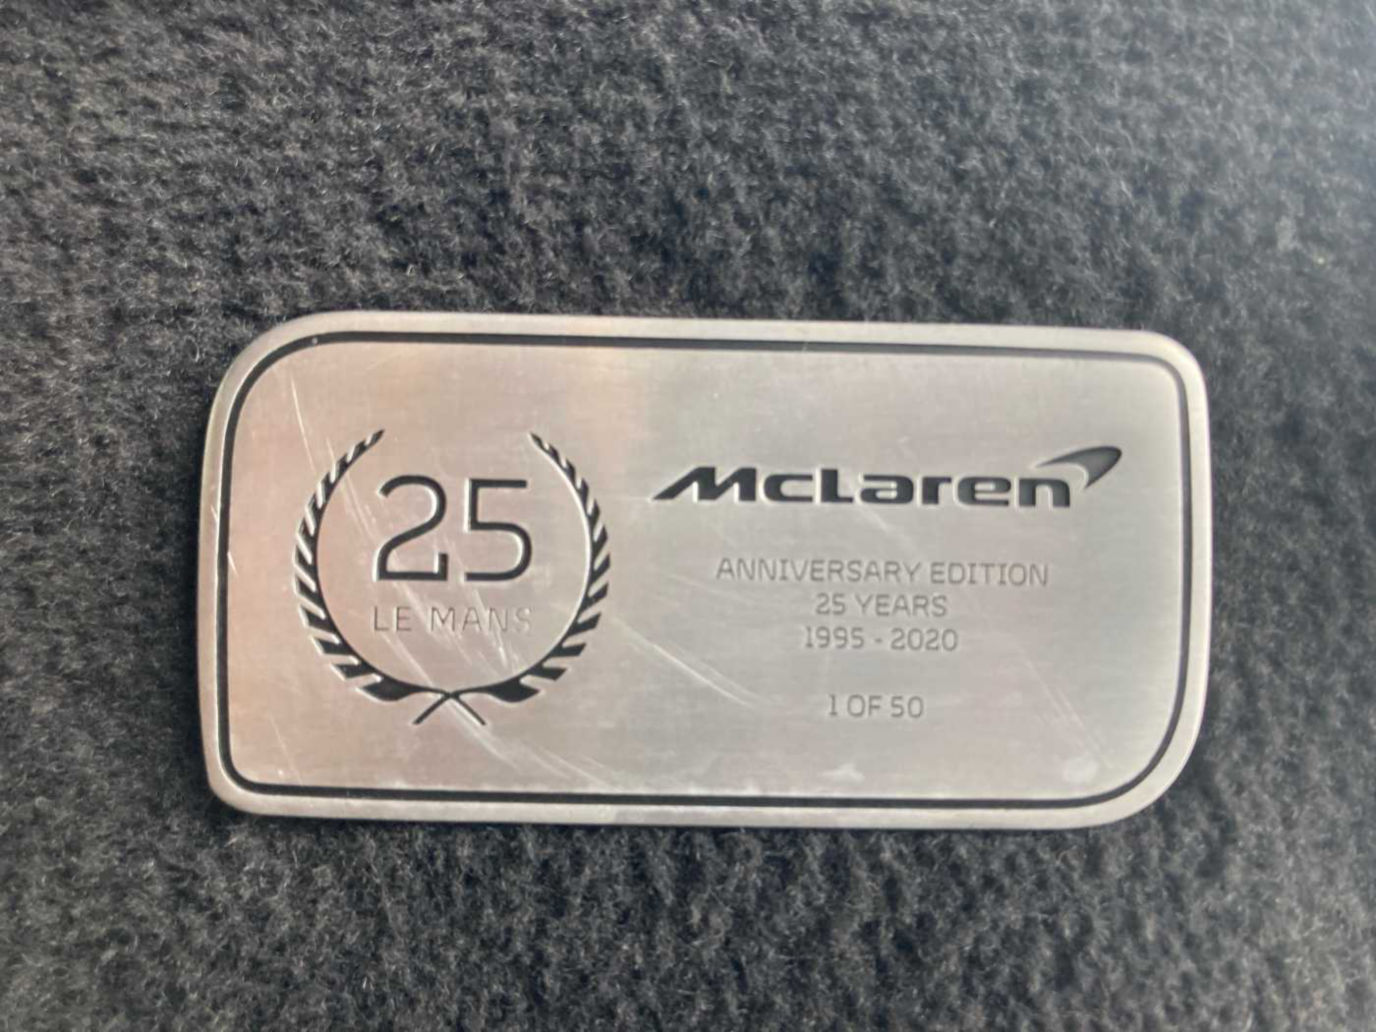 25
LE MANS
McLaren
ANNIVERSARY EDITION
25 YEARS
1995 - 2020
1 OF 50